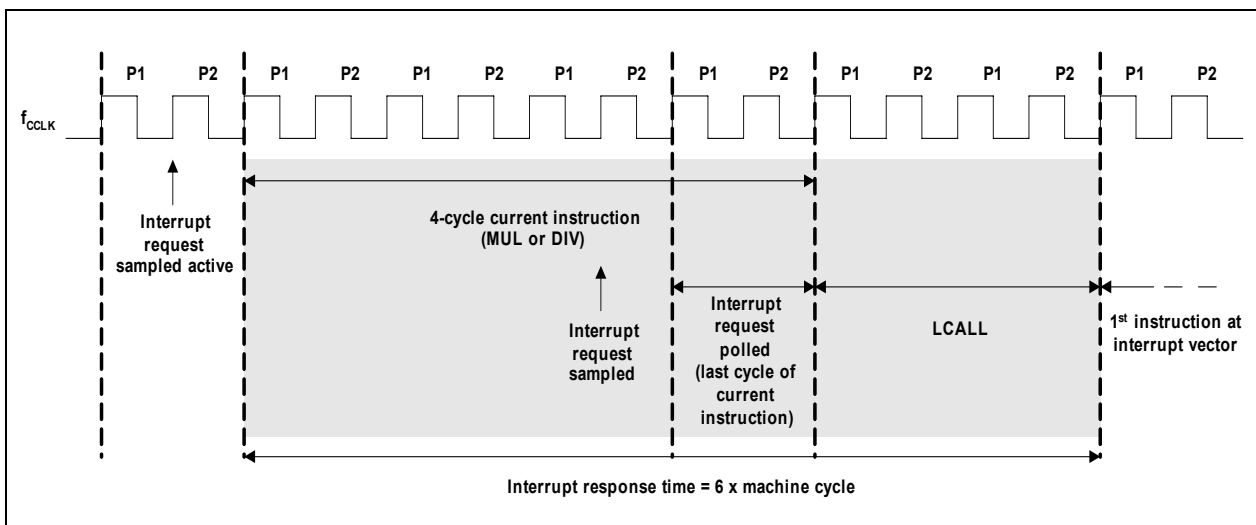 P1 P2 P1 P2 P1 P2 P1 P2 P1 P2 P1 P2 P1 P2 P1 P2
fCCLK
Interrupt
request
sampled active
4-cycle current instruction
(MUL or DIV)
Interrupt
request
sampled
Interrupt
request
polled
(last cycle of
current
instruction)
LCALL
1st instruction at
interrupt vector
Interrupt response time = 6 x machine cycle